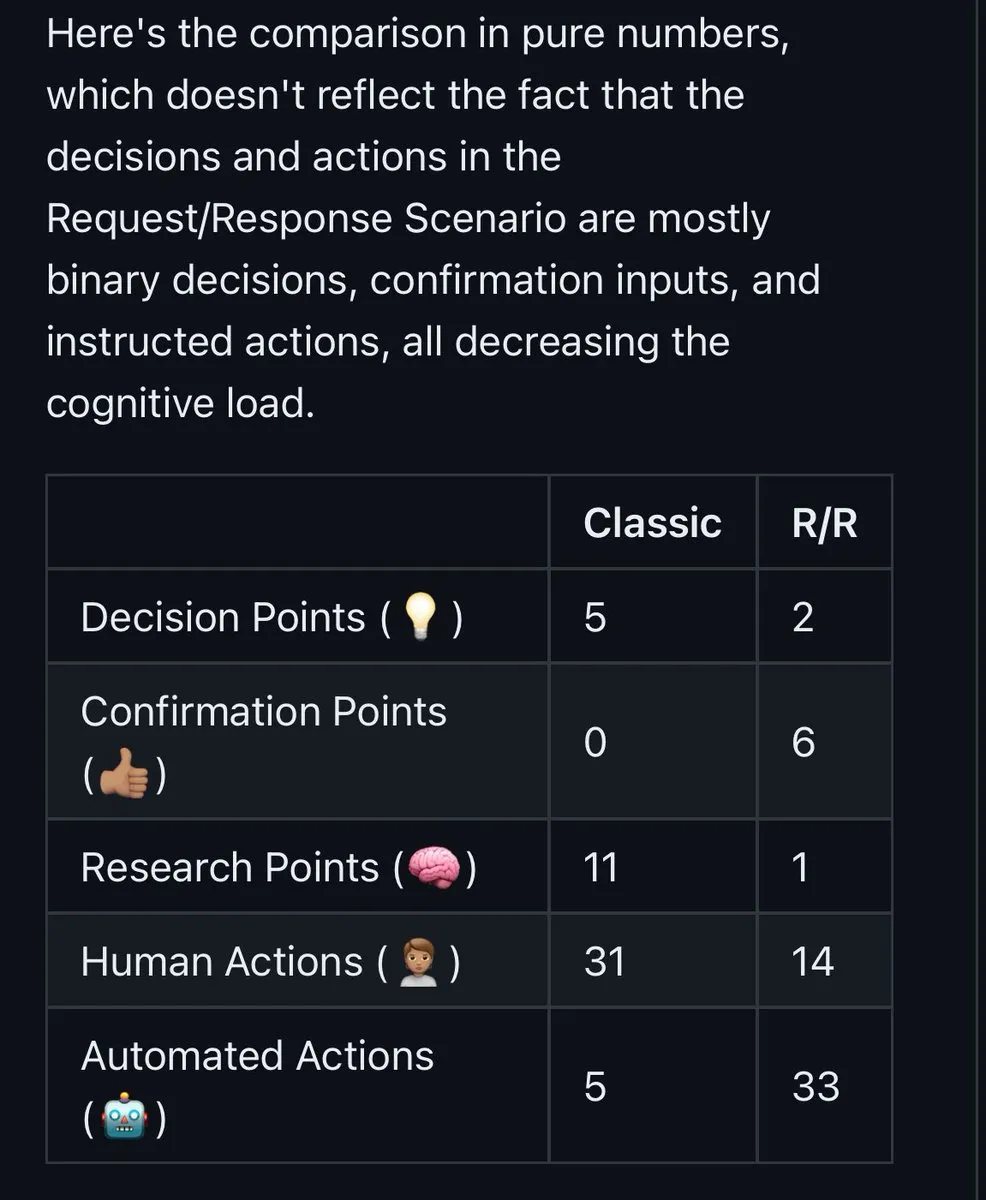 Here's the comparison in pure numbers,
which doesn't reflect the fact that the
decisions and actions in the
Request/Response Scenario are mostly
binary decisions, confirmation inputs, and
instructed actions, all decreasing the
cognitive load.
Classic R/R
Decision Points (💡) 5 2
Confirmation Points
(👍🏽) 0 6
Research Points (🧠) 11 1
Human Actions (🧑🏽) 31 14
Automated Actions
(🤖) 5 33